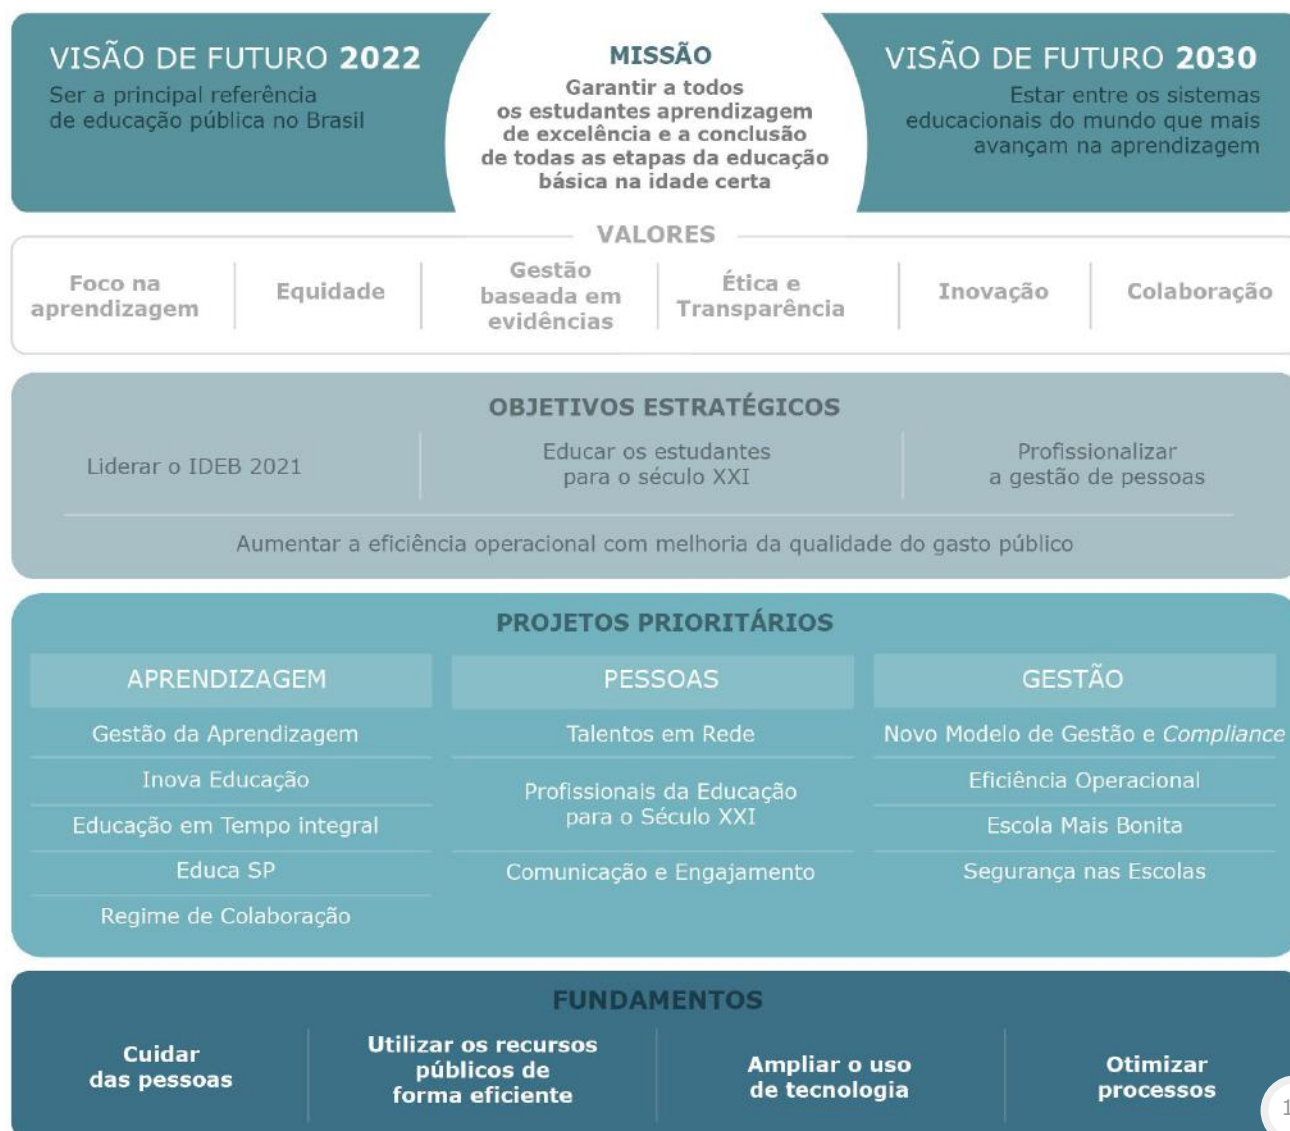 VISÃO DE FUTURO 2022
Ser a principal referência
de educação pública no Brasil
MISSÃO
Garantir a todos
os estudantes aprendizagem
de excelência e a conclusão
de todas as etapas da educação
básica na idade certa
VISÃO DE FUTURO 2030
Estar entre os sistemas
educacionais do mundo que mais
avançam na aprendizagem
VALORES
Foco na
aprendizagem
Equidade
Gestão
baseada em
evidências
Ética e
Transparência
Inovação
Colaboração
OBJETIVOS ESTRATÉGICOS
Liderar o IDEB 2021
Educar os estudantes
para o século XXI
Profissionalizar
a gestão de pessoas
Aumentar a eficiência operacional com melhoria da qualidade do gasto público
PROJETOS PRIORITÁRIOS
APRENDIZAGEM
Gestão da Aprendizagem
Inova Educação
Educação em Tempo integral
Educa SP
Regime de Colaboração
PESSOAS
Talentos em Rede
Profissionais da Educação
para o Século XXI
Comunicação e Engajamento
GESTÃO
Novo Modelo de Gestão e Compliance
Eficiência Operacional
Escola Mais Bonita
Segurança nas Escolas
FUNDAMENTOS
Cuidar
das pessoas
Utilizar os recursos
públicos de
forma eficiente
Ampliar o uso
de tecnologia
Otimizar
processos